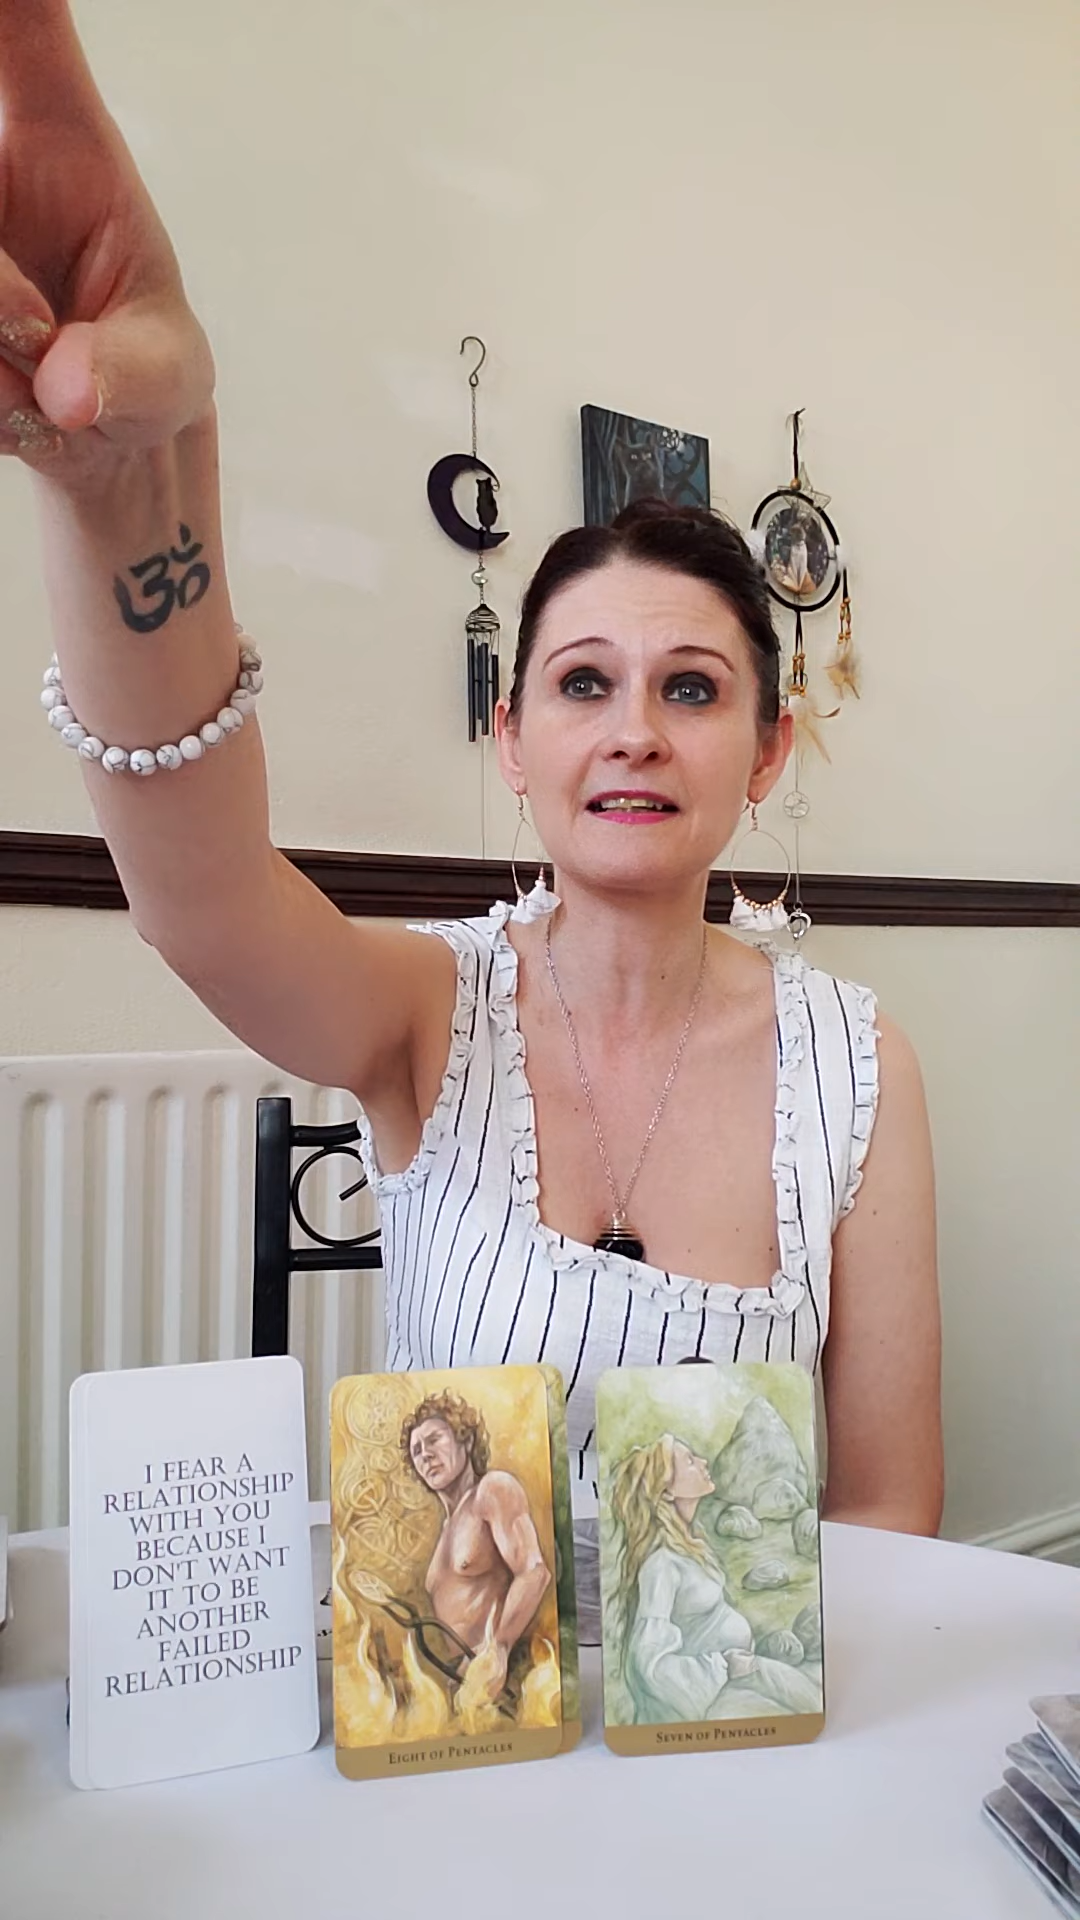 I FEAR A
RELATIONSHIP
WITH YOU
BECAUSE I
DON'T WANT
IT TO BE
ANOTHER
FAILED
RELATIONSHIP
EIGHT OF PENTACLES
SEVEN OF PENTACLES